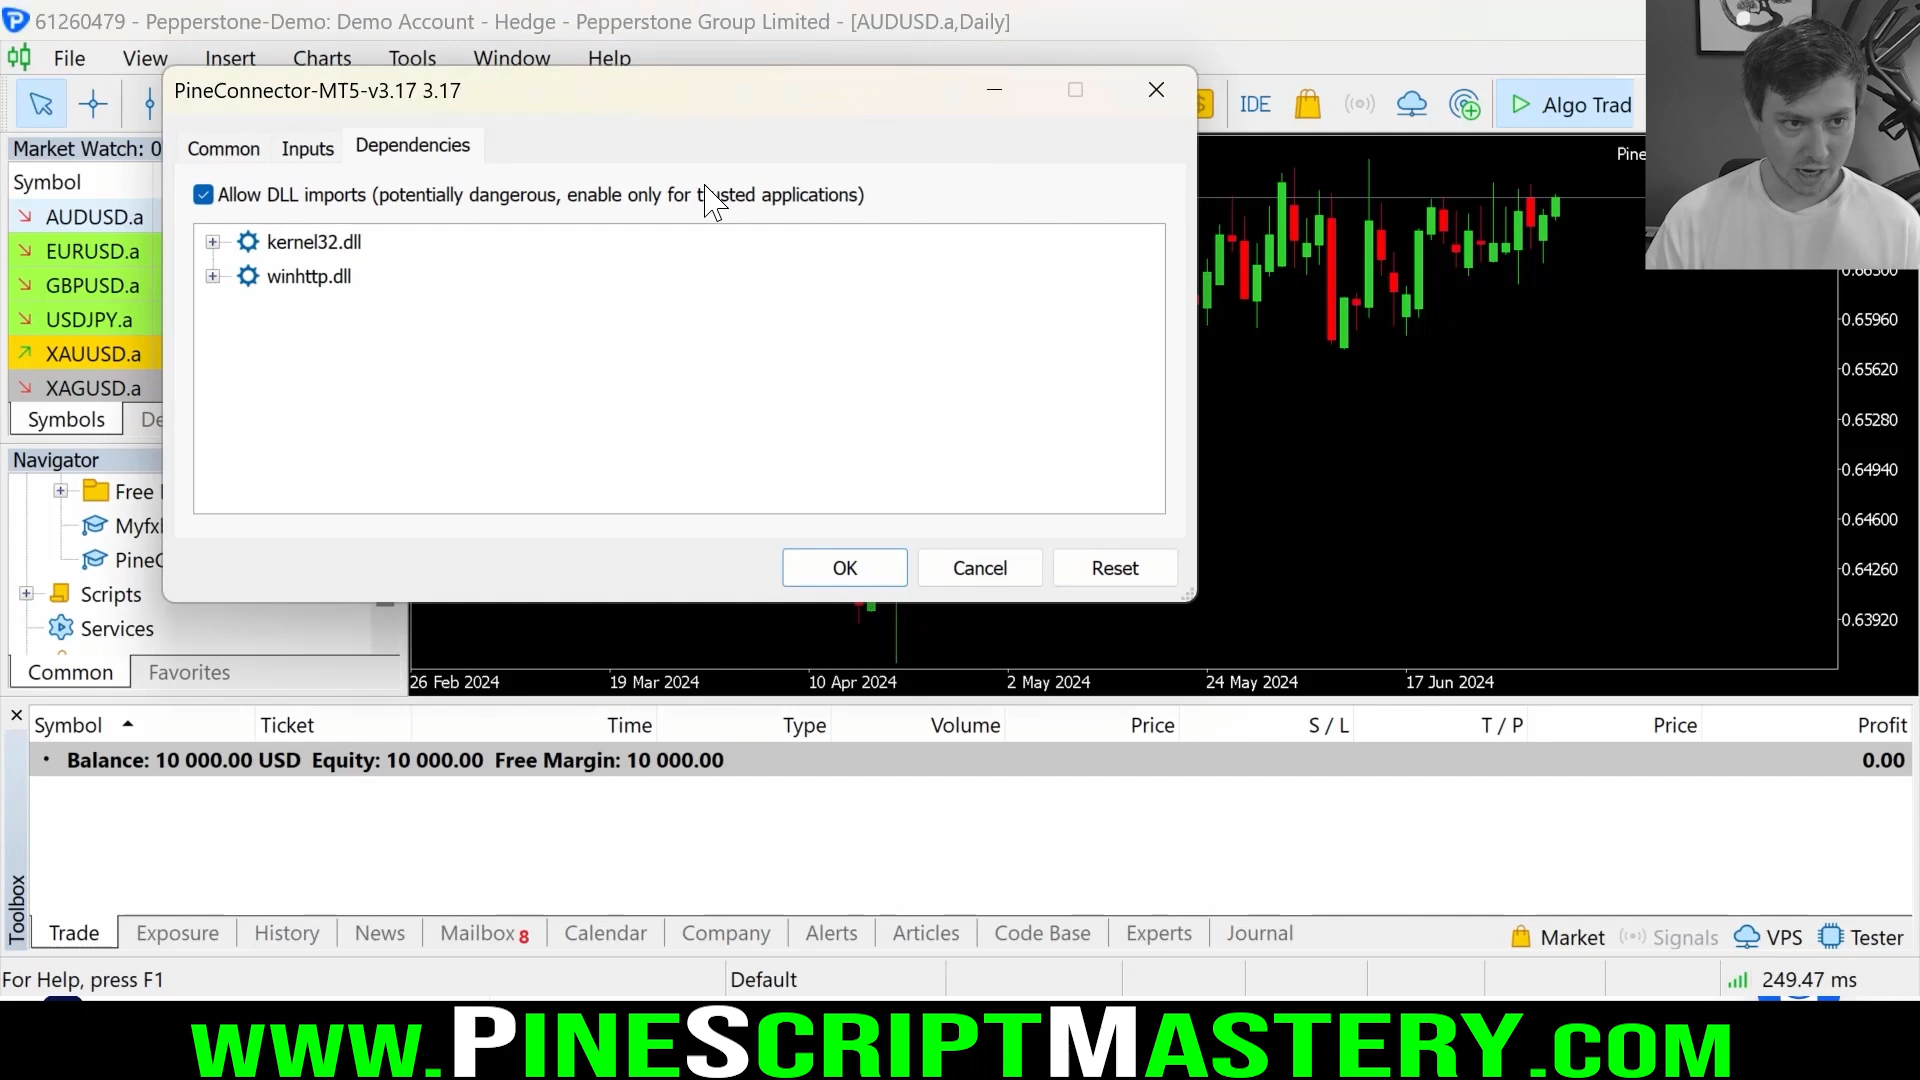 61260479 - Pepperstone-Demo: Demo Account - Hedge - Pepperstone Group Limited - [AUDUSD.a,Daily]
File View Insert Charts Tools Window Help
PineConnector-MT5-v3.17 3.17
IDE
Algo Trad
Common Inputs Dependencies
Allow DLL imports (potentially dangerous, enable only for trusted applications)
kernel32.dll
winhttp.dll
OK Cancel Reset
Market Watch: 0
Symbol
AUDUSD.a
EURUSD.a
GBPUSD.a
USDJPY.a
XAUUSD.a
XAGUSD.a
Symbols De
Navigator
Free
Myfx
PineC
Scripts
Services
Common Favorites
Pine
0.66300
0.65960
0.65620
0.65280
0.64940
0.64600
0.64260
0.63920
26 Feb 2024 19 Mar 2024 10 Apr 2024 2 May 2024 24 May 2024 17 Jun 2024
Symbol Ticket Time Type Volume Price S / L T / P Price Profit
Balance: 10 000.00 USD Equity: 10 000.00 Free Margin: 10 000.00 0.00
Toolbox
Trade Exposure History News Mailbox 8 Calendar Company Alerts Articles Code Base Experts Journal
Market Signals VPS Tester
For Help, press F1 Default 249.47 ms
www.PineScriptMastery.com